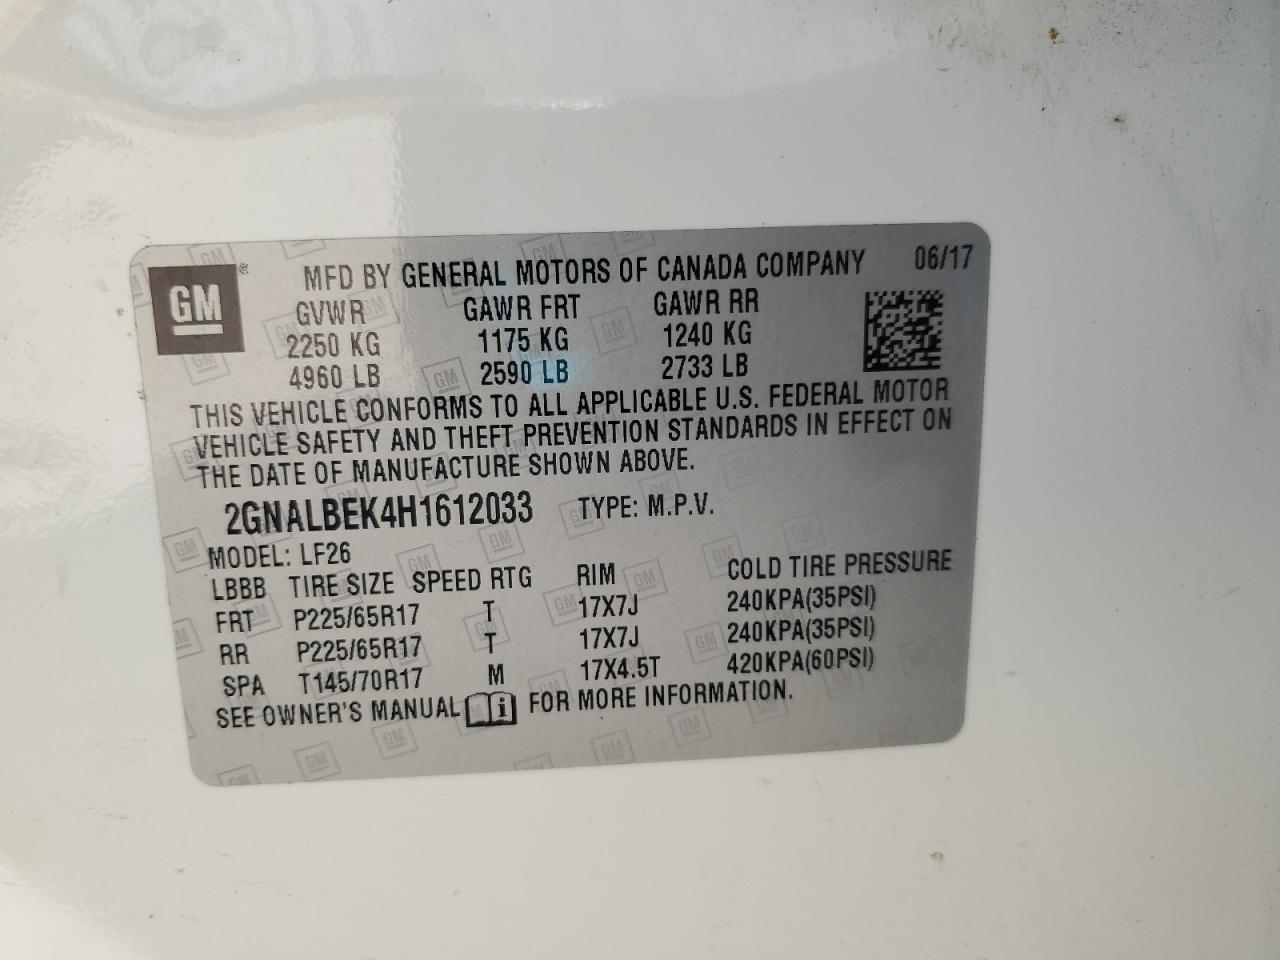 GM ® MFD BY GENERAL MOTORS OF CANADA COMPANY 06/17
GVWR GAWR FRT GAWR RR
2250 KG 1175 KG 1240 KG
4960 LB 2590 LB 2733 LB
THIS VEHICLE CONFORMS TO ALL APPLICABLE U.S. FEDERAL MOTOR
VEHICLE SAFETY AND THEFT PREVENTION STANDARDS IN EFFECT ON
THE DATE OF MANUFACTURE SHOWN ABOVE.
2GNALBEK4H1612033 TYPE: M.P.V.
MODEL: LF26
LBBB TIRE SIZE SPEED RTG RIM COLD TIRE PRESSURE
FRT P225/65R17 T 17X7J 240KPA(35PSI)
RR P225/65R17 T 17X7J 240KPA(35PSI)
SPA T145/70R17 M 17X4.5T 420KPA(60PSI)
SEE OWNER'S MANUAL i FOR MORE INFORMATION.